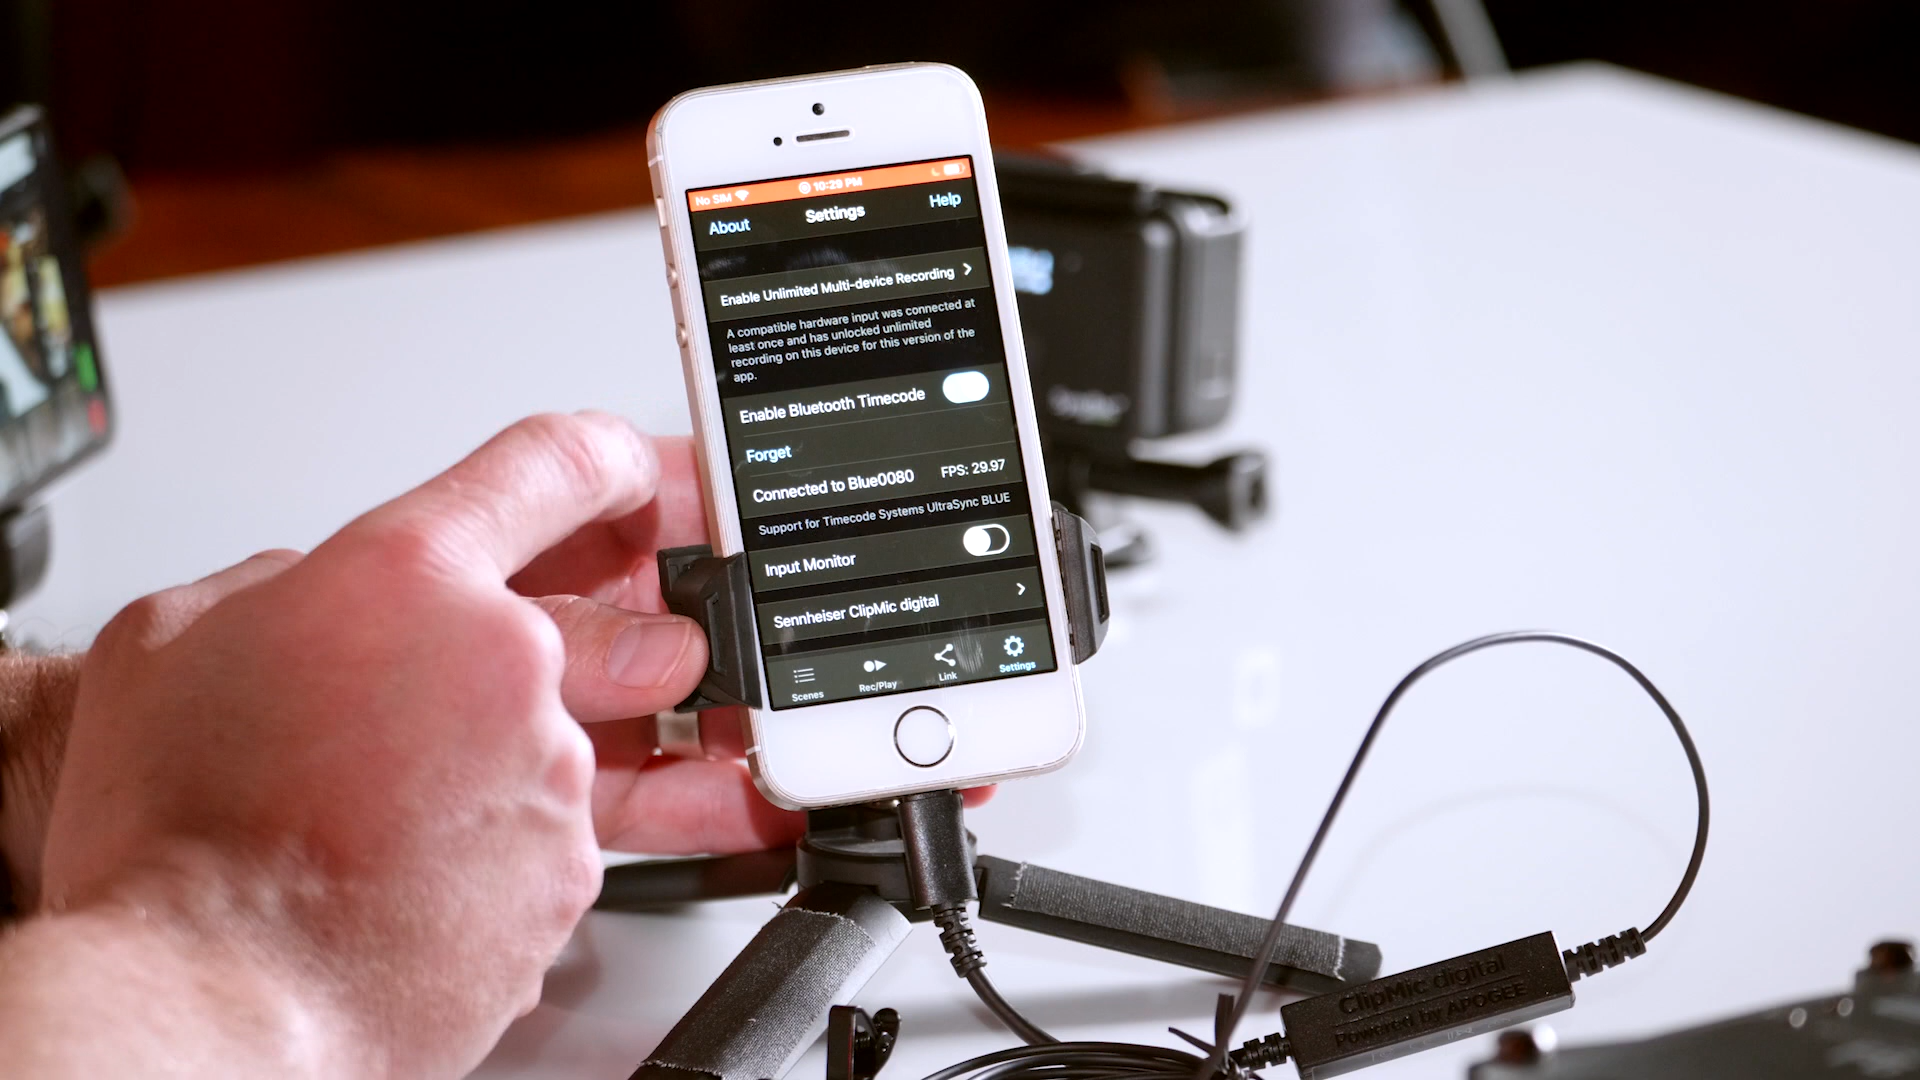 No SIM 10:29 PM
About Settings Help
Enable Unlimited Multi-device Recording
A compatible hardware input was connected at
least once and has unlocked unlimited
recording on this device for this version of the
app.
Enable Bluetooth Timecode
Forget
Connected to Blue0080 FPS: 29.97
Support for Timecode Systems UltraSync BLUE
Input Monitor
Sennheiser ClipMic digital
Scenes Rec/Play Link Settings
ClipMic digital
Powered by APOGEE